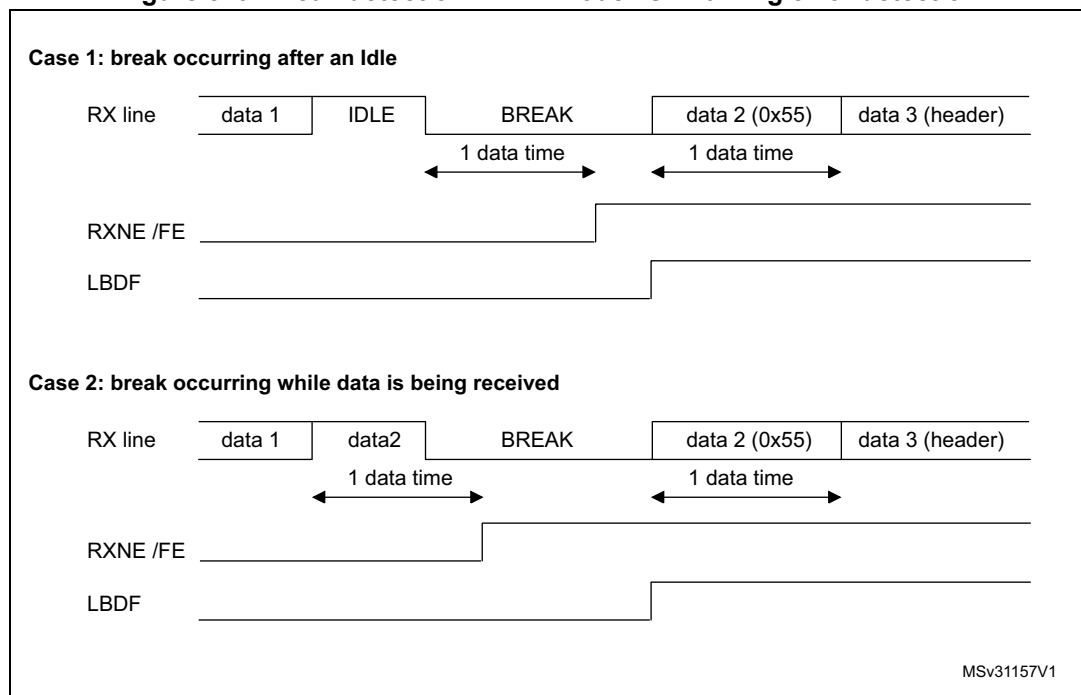 Case 1: break occurring after an Idle
RX line data 1 IDLE BREAK data 2 (0x55) data 3 (header)
1 data time 1 data time
RXNE /FE
LBDF
Case 2: break occurring while data is being received
RX line data 1 data2 BREAK data 2 (0x55) data 3 (header)
1 data time 1 data time
RXNE /FE
LBDF
MSv31157V1